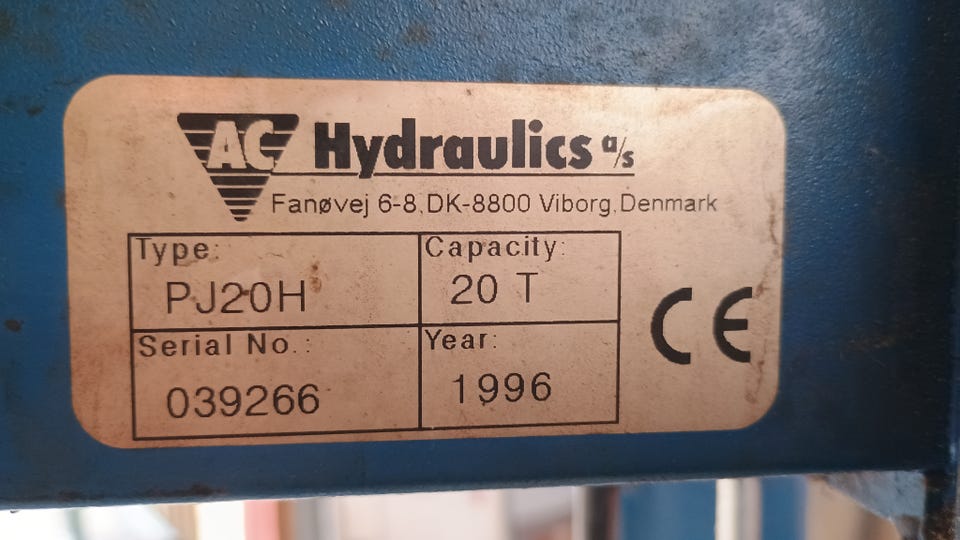 AC Hydraulics a/s
Fanøvej 6-8,DK-8800 Viborg,Denmark
Type: Capacity:
PJ20H 20 T
Serial No.: Year:
039266 1996
CE